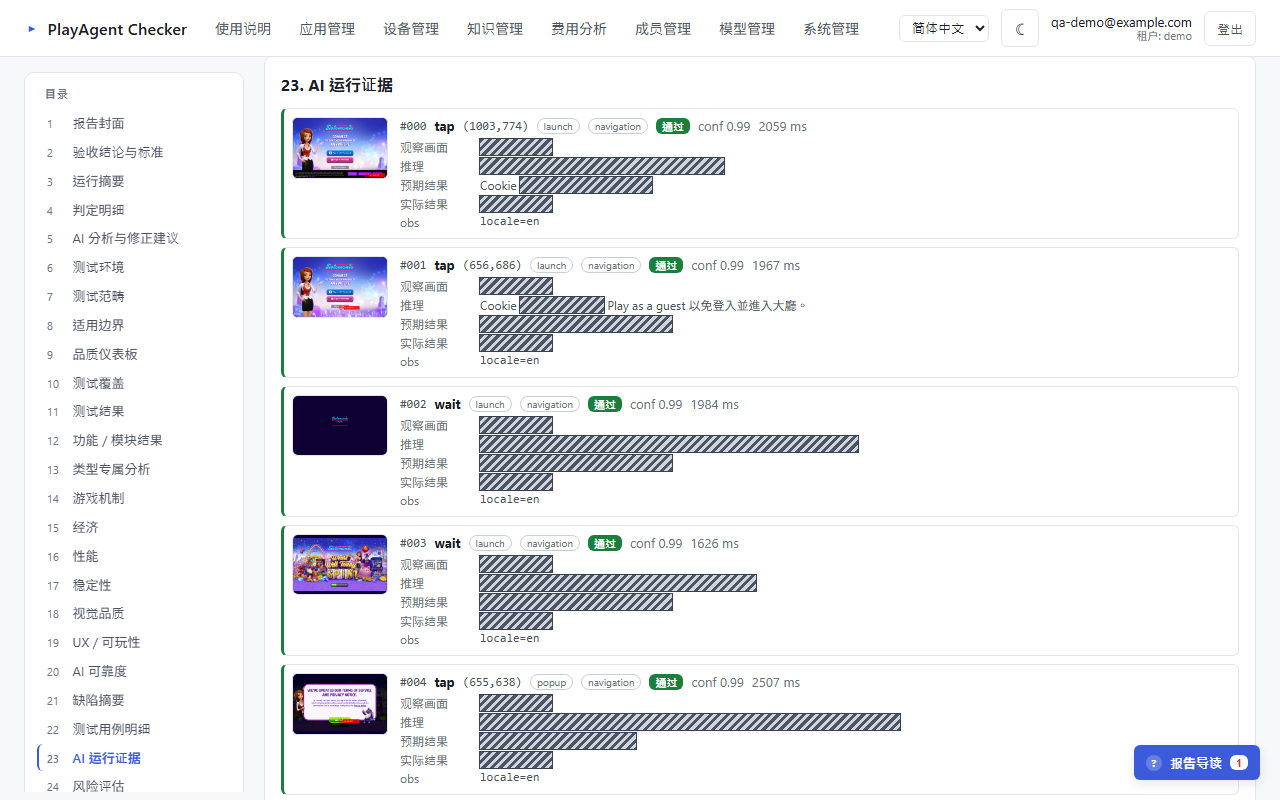 PlayAgent Checker
使用说明
应用管理
设备管理
知识管理
费用分析
成员管理
模型管理
系统管理
简体中文
qa-demo@example.com
租户: demo
登出
目录
1 报告封面
2 验收结论与标准
3 运行摘要
4 判定明细
5 AI 分析与修正建议
6 测试环境
7 测试范畴
8 适用边界
9 品质仪表板
10 测试覆盖
11 测试结果
12 功能 / 模块结果
13 类型专属分析
14 游戏机制
15 经济
16 性能
17 稳定性
18 视觉品质
19 UX / 可玩性
20 AI 可靠度
21 缺陷摘要
22 测试用例明细
23 AI 运行证据
24 风险评估
23. AI 运行证据
#000 tap (1003,774) launch navigation 通过 conf 0.99 2059 ms
观察画面
推理
预期结果 Cookie
实际结果
obs locale=en
#001 tap (656,686) launch navigation 通过 conf 0.99 1967 ms
观察画面
推理 Cookie Play as a guest 以免登入並進入大廳。
预期结果
实际结果
obs locale=en
#002 wait launch navigation 通过 conf 0.99 1984 ms
观察画面
推理
预期结果
实际结果
obs locale=en
#003 wait launch navigation 通过 conf 0.99 1626 ms
观察画面
推理
预期结果
实际结果
obs locale=en
#004 tap (655,638) popup navigation 通过 conf 0.99 2507 ms
观察画面
推理
预期结果
实际结果
obs locale=en
? 报告导读 1